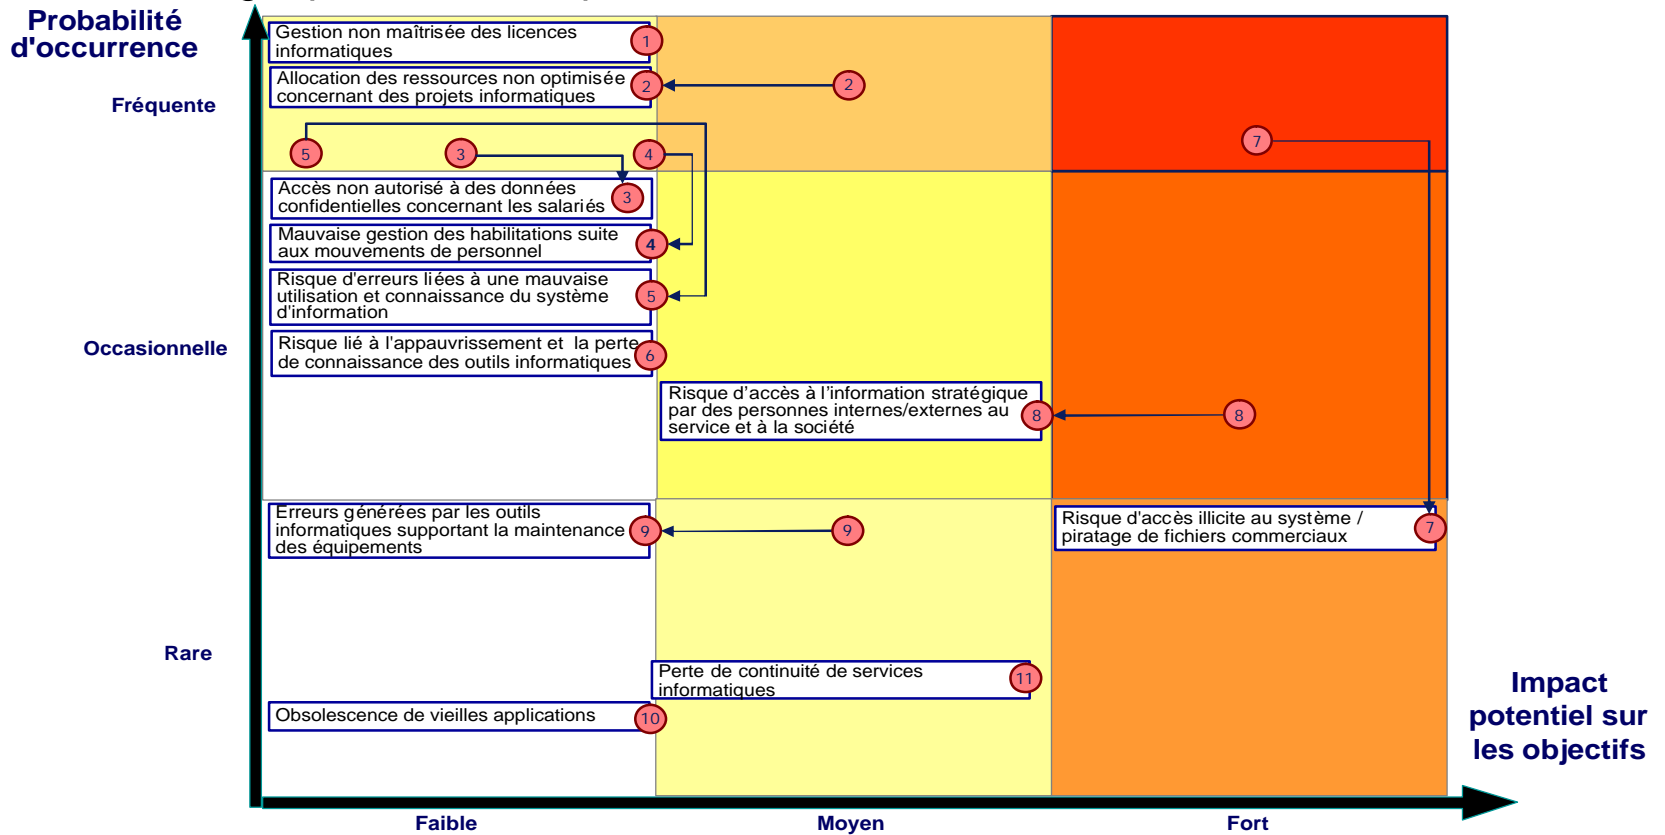 Probabilité
d'occurrence
Gestion non maîtrisée des licences
informatiques
1
Allocation des ressources non optimisée
concernant des projets informatiques
2
2
Fréquente
5
3
4
7
Accès non autorisé à des données
confidentielles concernant les salariés
3
Mauvaise gestion des habilitations suite
aux mouvements de personnel
4
Risque d'erreurs liées à une mauvaise
utilisation et connaissance du système
d'information
5
Occasionnelle
Risque lié à l'appauvrissement et la perte
de connaissance des outils informatiques
6
Risque d'accès à l'information stratégique
par des personnes internes/externes au
service et à la société
8
8
Erreurs générées par les outils
informatiques supportant la maintenance
des équipements
9
9
Risque d'accès illicite au système /
piratage de fichiers commerciaux
7
Rare
Perte de continuité de services
informatiques
11
Obsolescence de vieilles applications
10
Impact
potentiel sur
les objectifs
Faible
Moyen
Fort